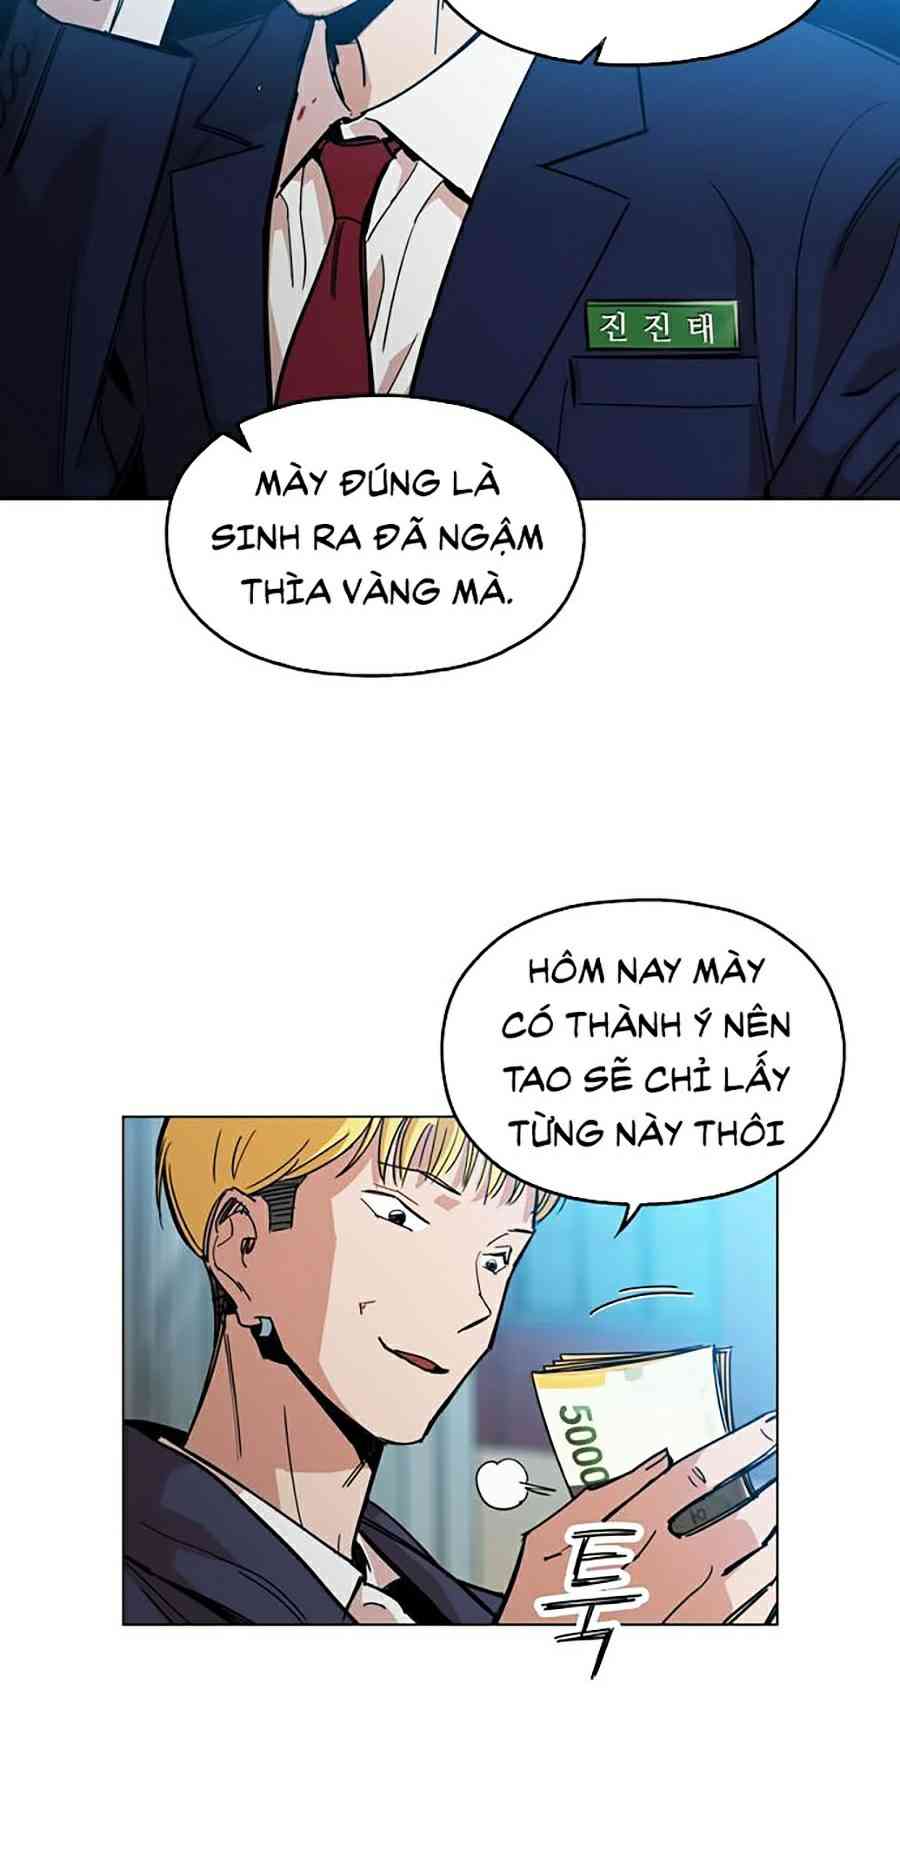 진진태
MÀY ĐÚNG LÀ
SINH RA ĐÃ NGẬM
THÌA VÀNG MÀ.
HÔM NAY MÀY
CÓ THÀNH Ý NÊN
TAO SẼ CHỈ LẤY
TỪNG NÀY THÔI
5000
툭